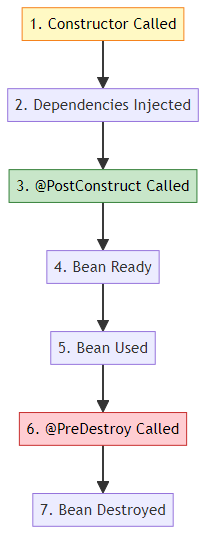 1. Constructor Called
2. Dependencies Injected
3. @PostConstruct Called
4. Bean Ready
5. Bean Used
6. @PreDestroy Called
7. Bean Destroyed